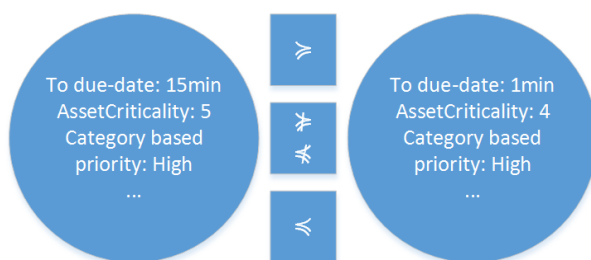 To due-date: 15min
AssetCriticality: 5
Category based
priority: High
...
≽
⋡
⋠
≼
To due-date: 1min
AssetCriticality: 4
Category based
priority: High
...